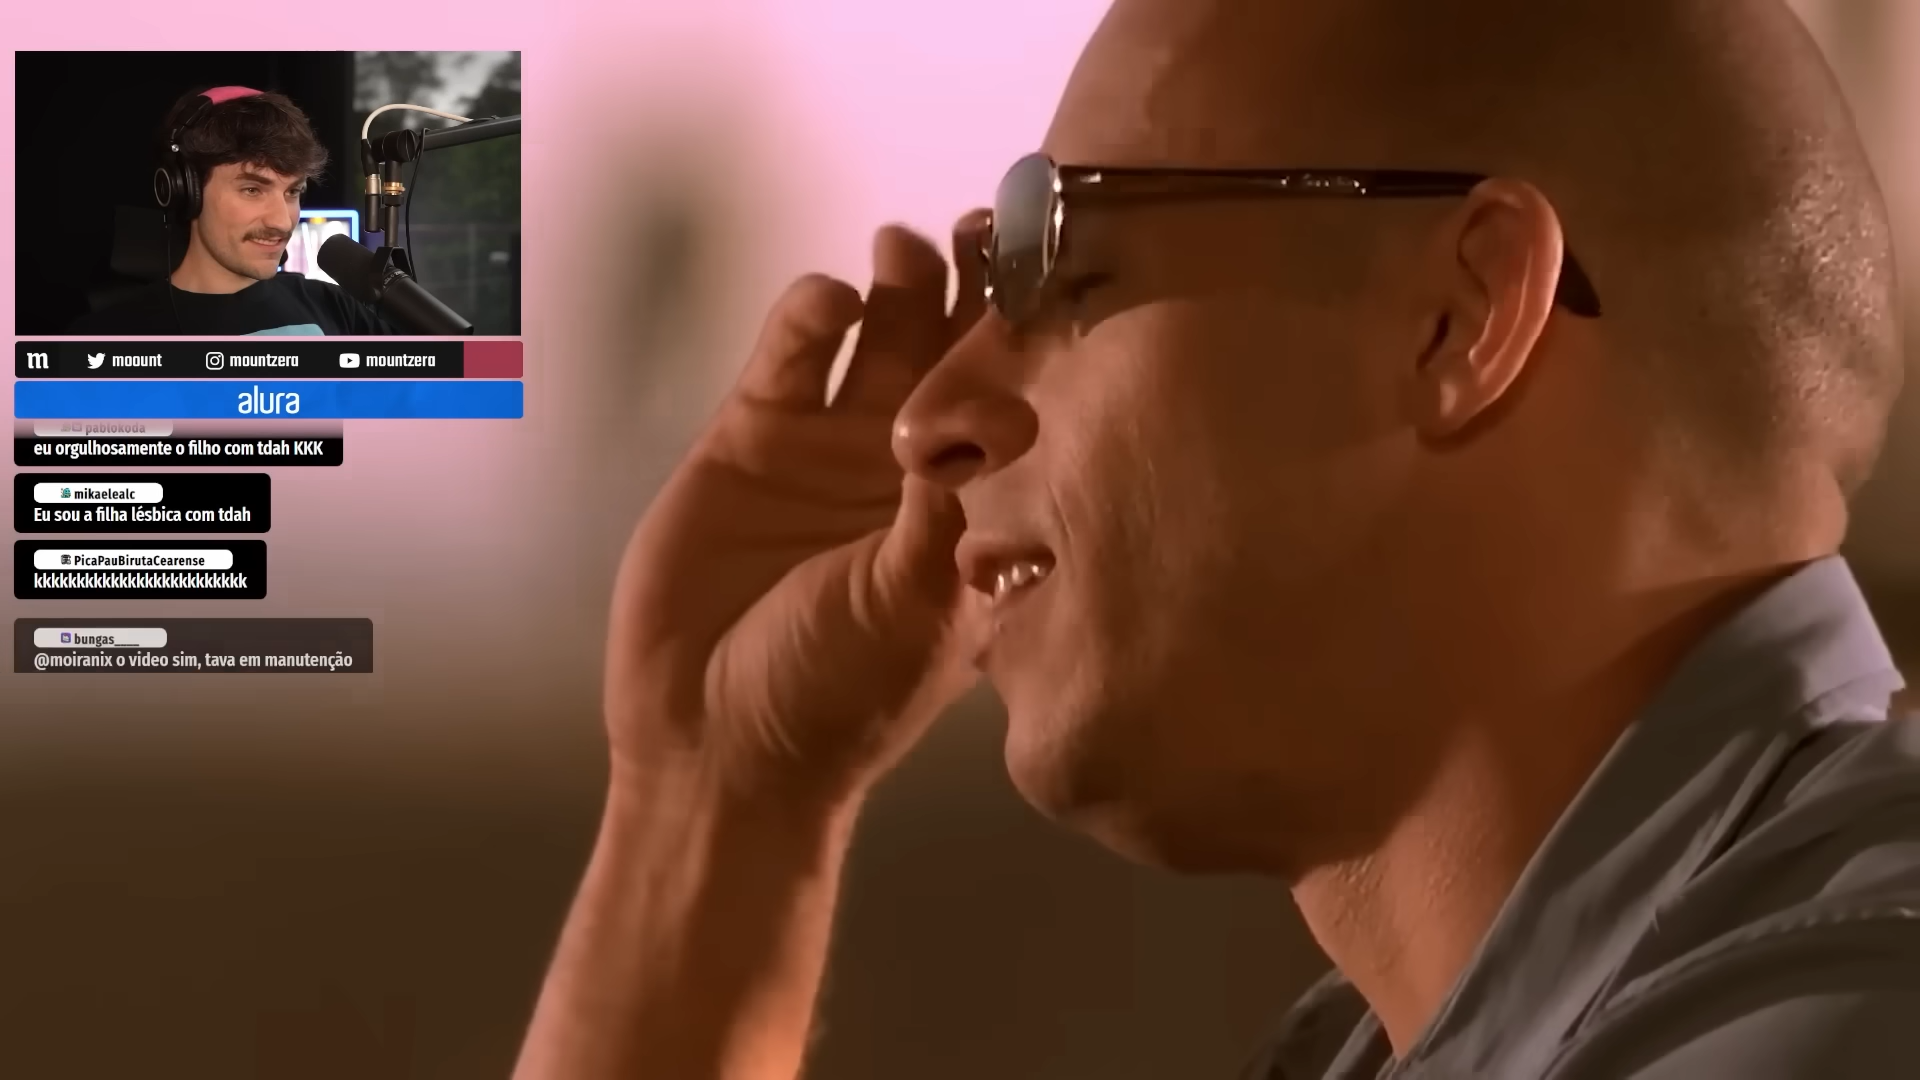 m moount mountzera mountzera
alura
pablokoda
eu orgulhosamente o filho com tdah KKK
mikaelealc
Eu sou a filha lésbica com tdah
PicaPauBirutaCearense
kkkkkkkkkkkkkkkkkkkkkkkkk
bungas____
@moiranix o video sim, tava em manutenção